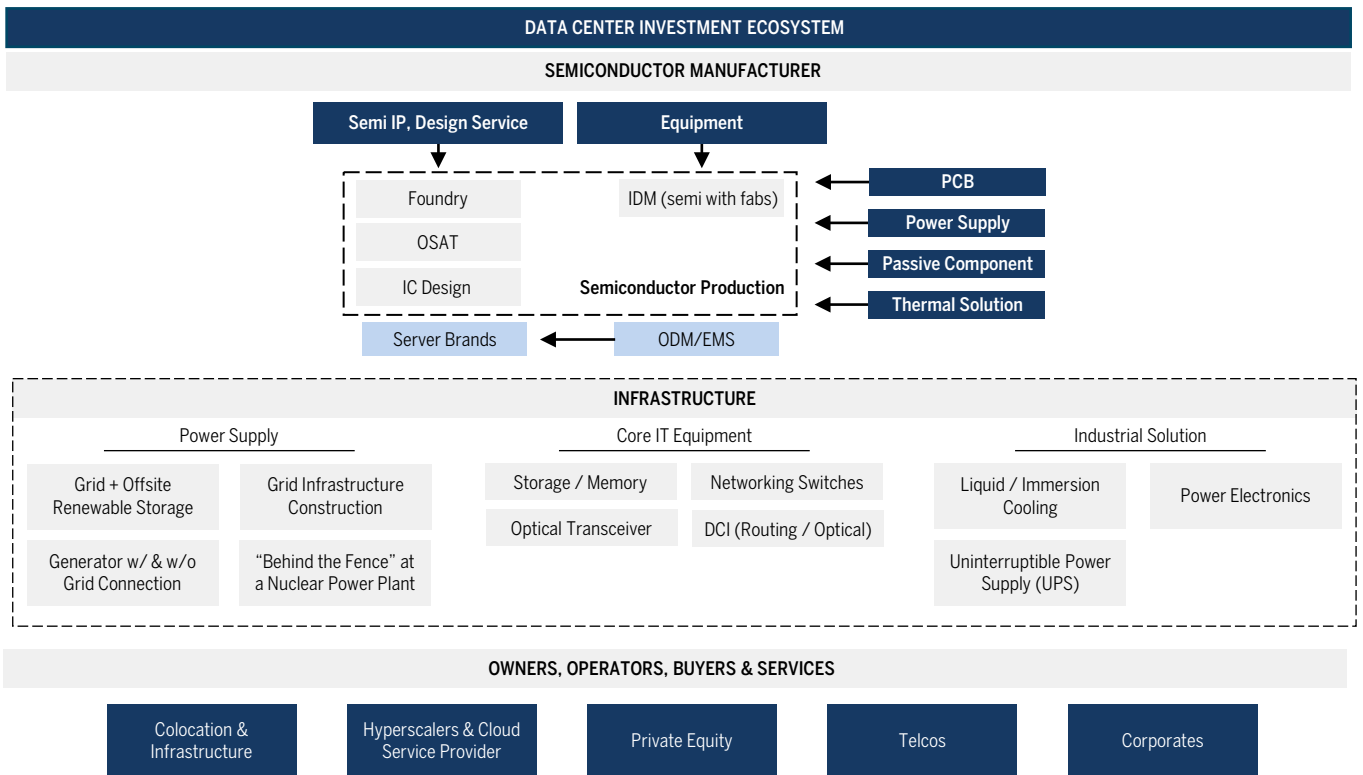 DATA CENTER INVESTMENT ECOSYSTEM
SEMICONDUCTOR MANUFACTURER
Semi IP, Design Service
Equipment
Foundry
OSAT
IC Design
IDM (semi with fabs)
Semiconductor Production
PCB
Power Supply
Passive Component
Thermal Solution
Server Brands
ODM/EMS
INFRASTRUCTURE
Power Supply
Grid + Offsite
Renewable Storage
Grid Infrastructure
Construction
Generator w/ & w/o
Grid Connection
“Behind the Fence” at
a Nuclear Power Plant
Core IT Equipment
Storage / Memory
Networking Switches
Optical Transceiver
DCI (Routing / Optical)
Industrial Solution
Liquid / Immersion
Cooling
Power Electronics
Uninterruptible Power
Supply (UPS)
OWNERS, OPERATORS, BUYERS & SERVICES
Colocation &
Infrastructure
Hyperscalers & Cloud
Service Provider
Private Equity
Telcos
Corporates